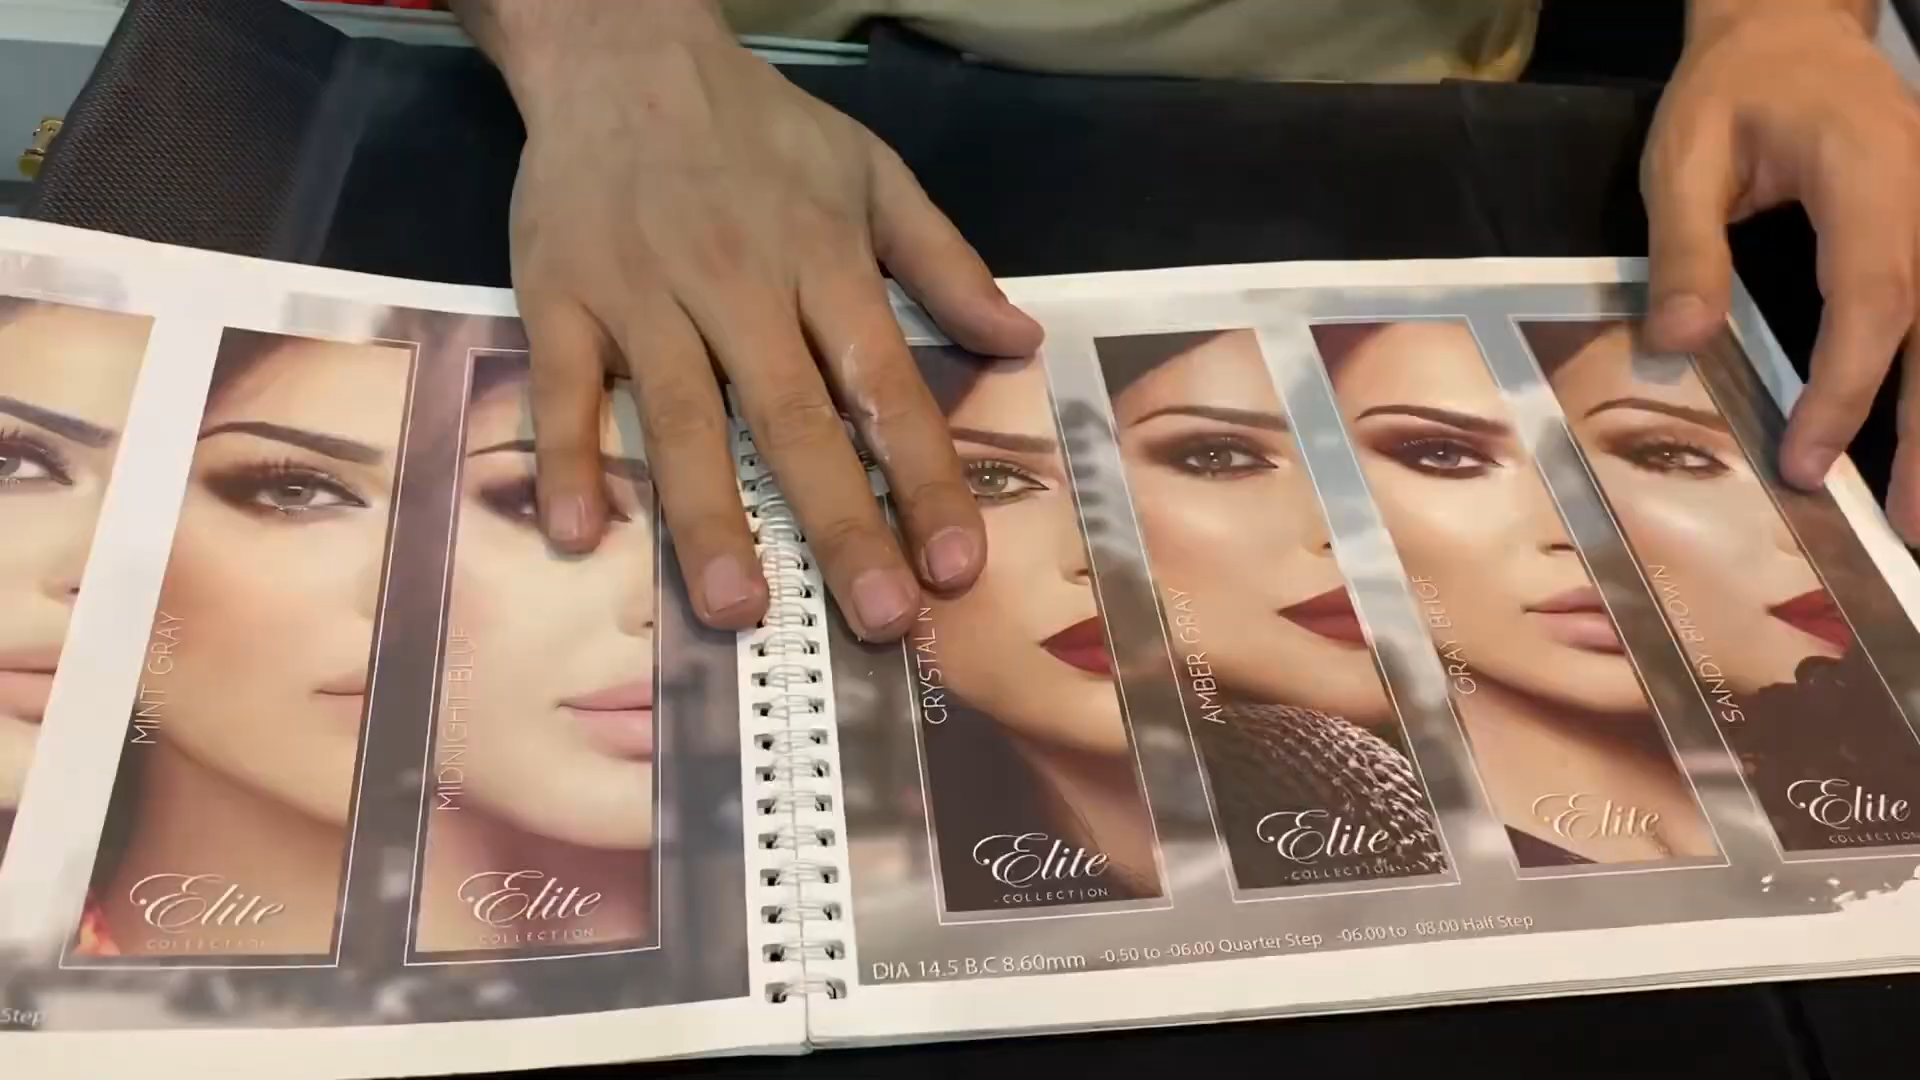 MINT GRAY
Elite
COLLECTION
MIDNIGHT BLUE
Elite
COLLECTION
Step
CRYSTAL N
Elite
COLLECTION
AMBER GRAY
Elite
COLLECTION
GRAY BEIGE
Elite
SANDY BROWN
Elite
COLLECTION
DIA 14.5 B.C 8.60mm -0.50 to -06.00 Quarter Step -06.00 to -08.00 Half Step